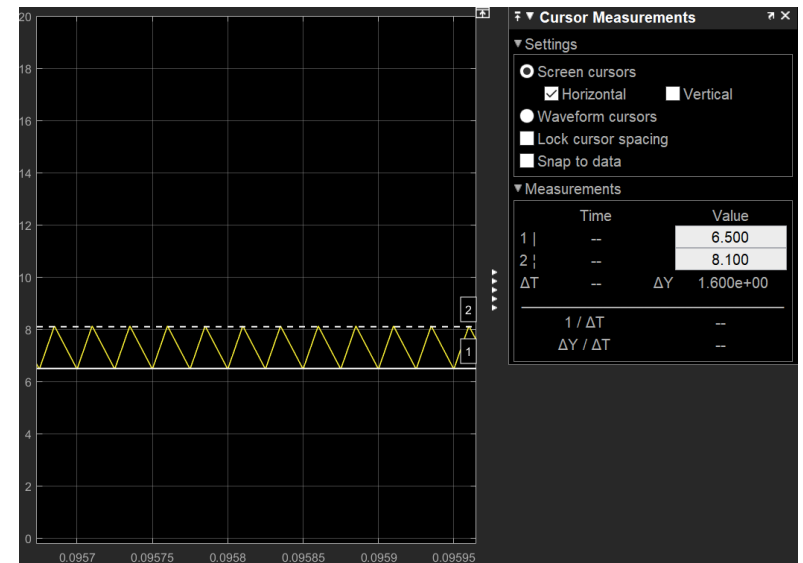 20
18
16
14
12
10
8
6
4
2
0
0.0957
0.09575
0.0958
0.09585
0.0959
0.09595
2
1
Cursor Measurements
Settings
Screen cursors
Horizontal Vertical
Waveform cursors
Lock cursor spacing
Snap to data
Measurements
Time Value
1 | -- 6.500
2 ¦ -- 8.100
ΔT -- ΔY 1.600e+00
1 / ΔT --
ΔY / ΔT --